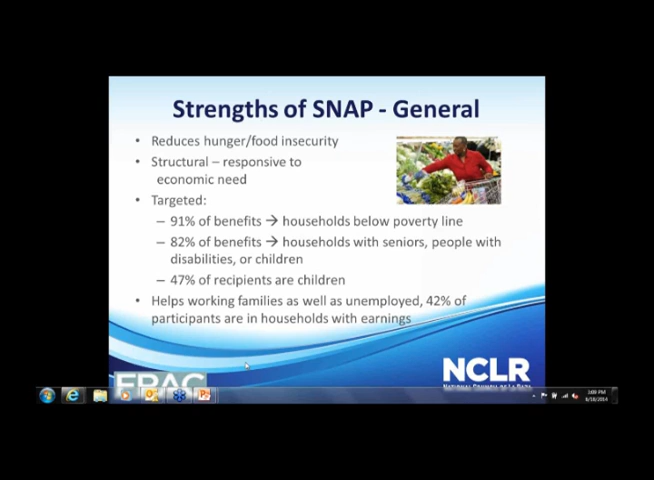 Strengths of SNAP - General
• Reduces hunger/food insecurity
• Structural – responsive to
economic need
• Targeted:
– 91% of benefits → households below poverty line
– 82% of benefits → households with seniors, people with
disabilities, or children
– 47% of recipients are children
• Helps working families as well as unemployed, 42% of
participants are in households with earnings
FRAC
NCLR
NATIONAL COUNCIL OF LA RAZA